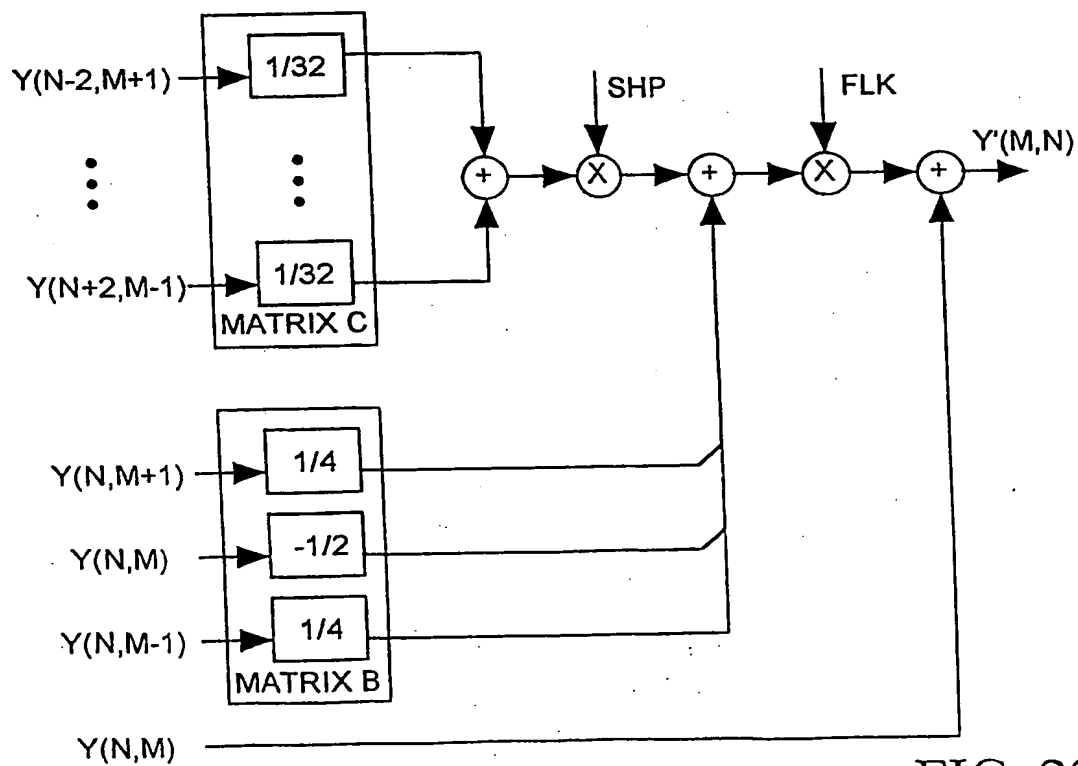 Y(N-2,M+1)
1/32
SHP
FLK
Y'(M,N)
+
X
+
X
+
Y(N+2,M-1)
1/32
MATRIX C
Y(N,M+1)
1/4
Y(N,M)
-1/2
Y(N,M-1)
1/4
MATRIX B
Y(N,M)